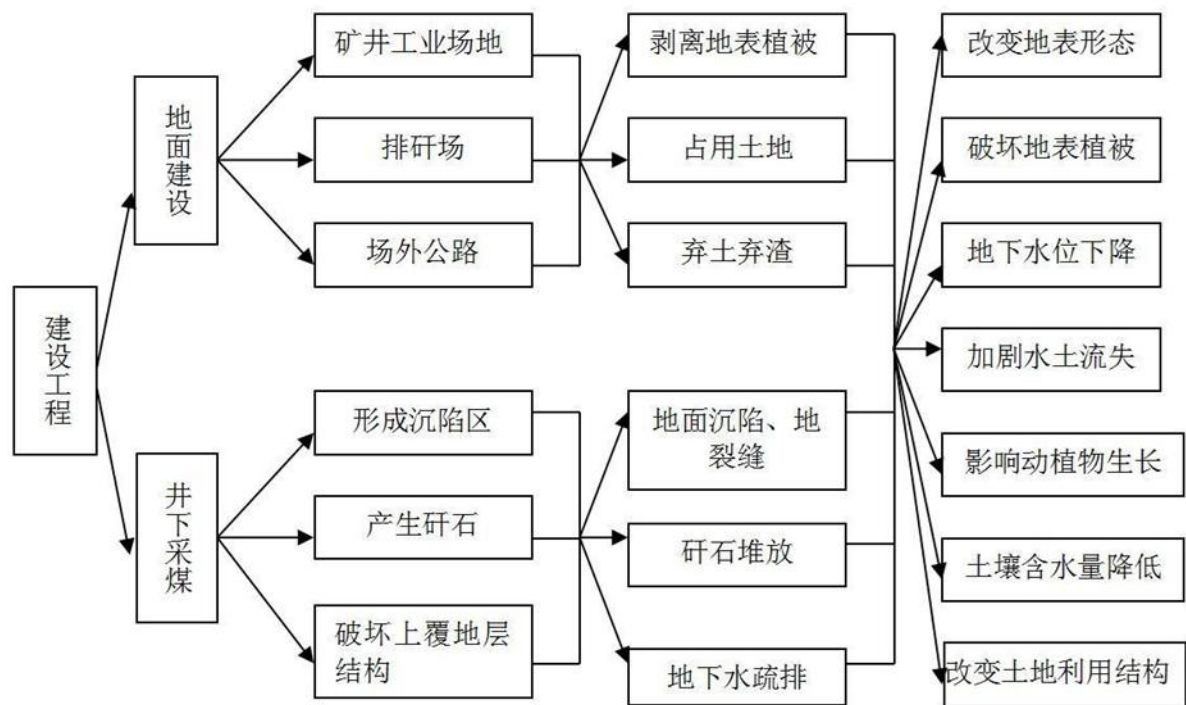 建设工程
地面建设
井下采煤
矿井工业场地
排矸场
场外公路
形成沉陷区
产生矸石
破坏上覆地层
结构
剥离地表植被
占用土地
弃土弃渣
地面沉陷、地
裂缝
矸石堆放
地下水疏排
改变地表形态
破坏地表植被
地下水位下降
加剧水土流失
影响动植物生长
土壤含水量降低
改变土地利用结构